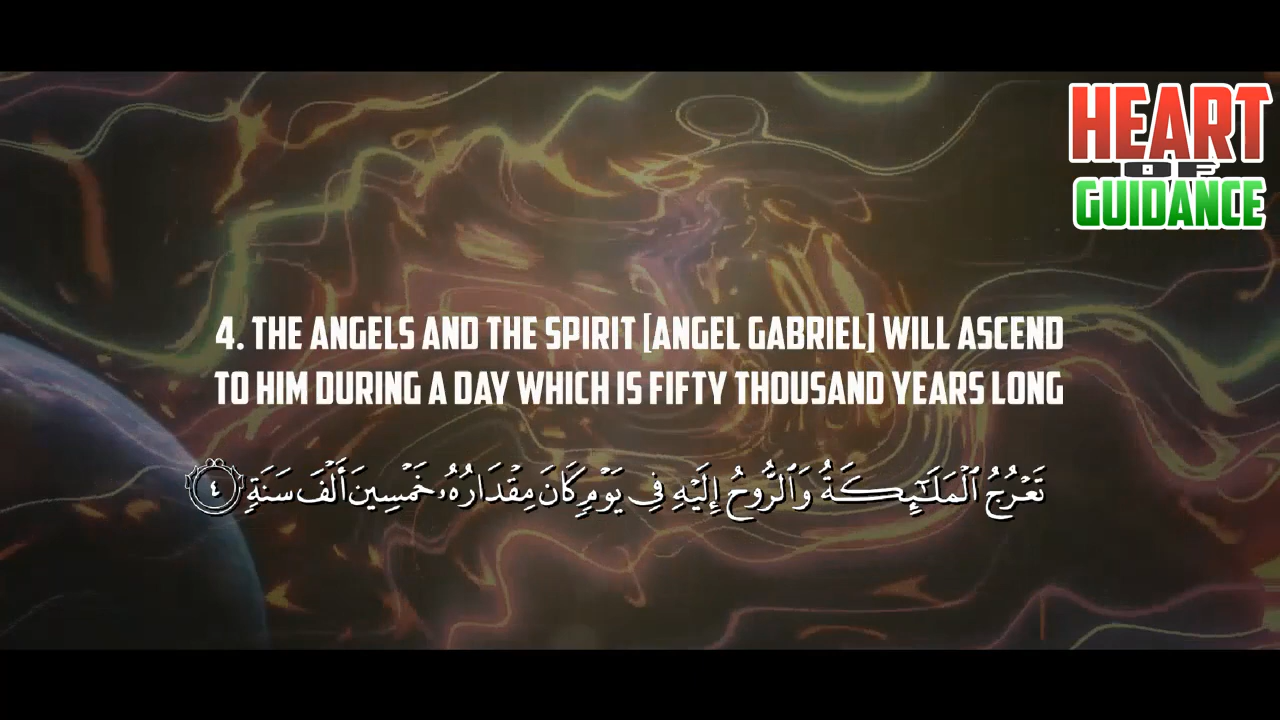 HEART
OF
GUIDANCE
4. THE ANGELS AND THE SPIRIT [ANGEL GABRIEL] WILL ASCEND
TO HIM DURING A DAY WHICH IS FIFTY THOUSAND YEARS LONG
تَعْرُجُ ٱلْمَلَـٰٓئِكَةُ وَٱلرُّوحُ إِلَيْهِ فِى يَوْمٍ كَانَ مِقْدَارُهُۥ خَمْسِينَ أَلْفَ سَنَةٍ ٤